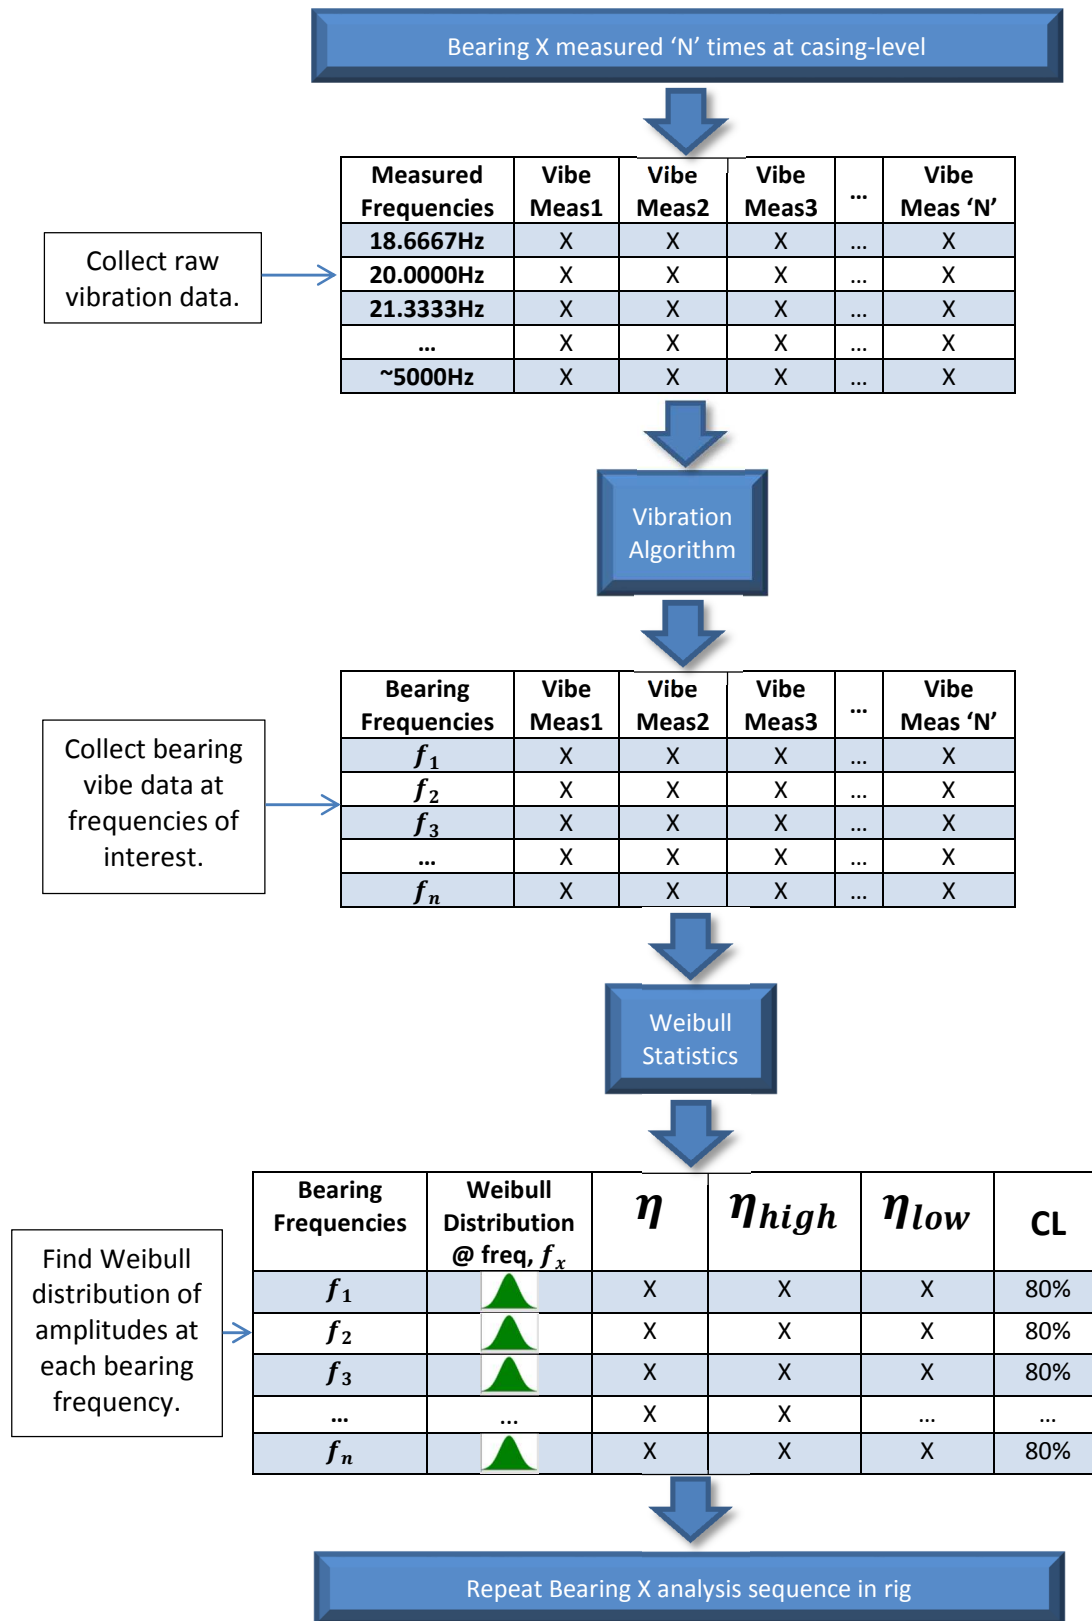 Bearing X measured ‘N’ times at casing-level
Measured Frequencies Vibe Meas1 Vibe Meas2 Vibe Meas3 ... Vibe Meas ‘N’
18.6667Hz X X X ... X
20.0000Hz X X X ... X
21.3333Hz X X X ... X
... X X X ... X
~5000Hz X X X ... X
Collect raw
vibration data.
Vibration
Algorithm
Bearing Frequencies Vibe Meas1 Vibe Meas2 Vibe Meas3 ... Vibe Meas ‘N’
f₁ X X X ... X
f₂ X X X ... X
f₃ X X X ... X
... X X X ... X
fₙ X X X ... X
Collect bearing
vibe data at
frequencies of
interest.
Weibull
Statistics
Bearing Frequencies Weibull Distribution @ freq, fₓ η η_high η_low CL
f₁ X X X 80%
f₂ X X X 80%
f₃ X X X 80%
... ... X X ... ...
fₙ X X X 80%
Find Weibull
distribution of
amplitudes at
each bearing
frequency.
Repeat Bearing X analysis sequence in rig